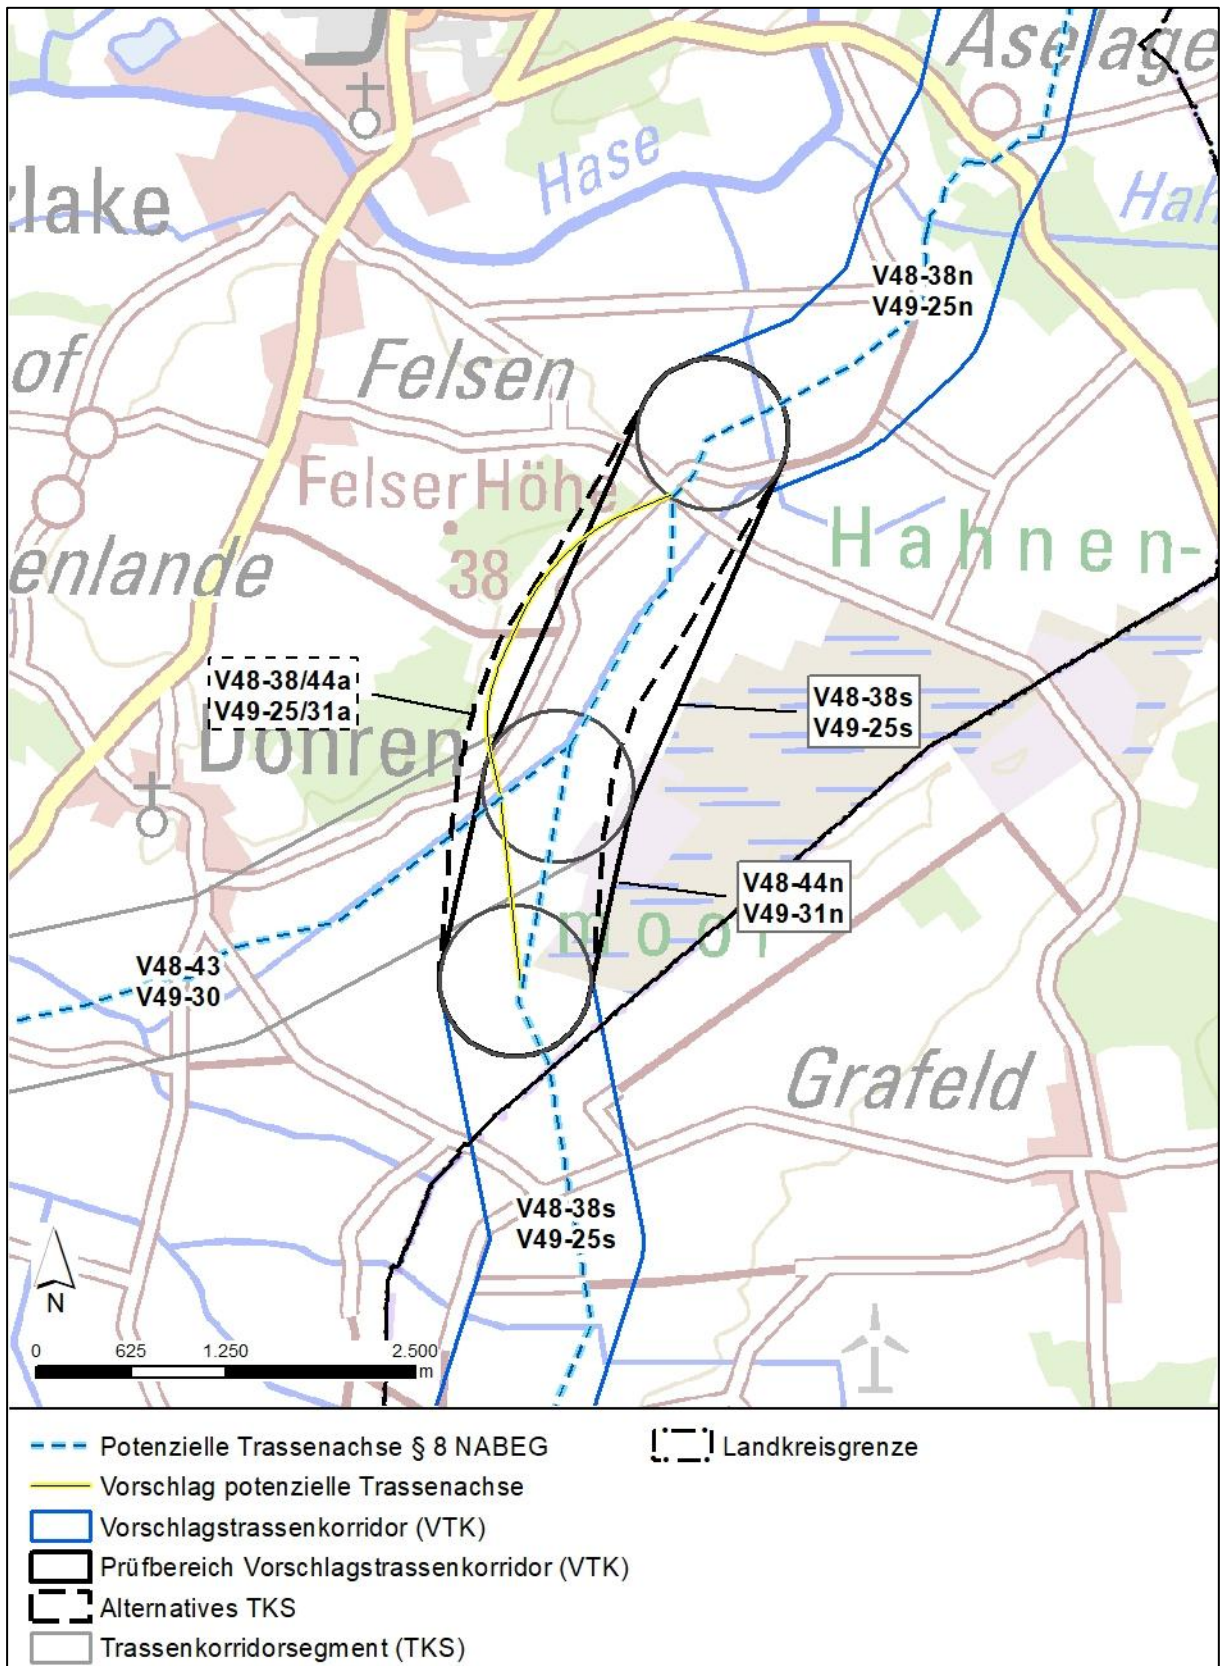 Aselage
Hase
lake
Hah
V48-38n
V49-25n
of
Felsen
Felser Höhe
38
Hahnen-
enlande
V48-38/44a
V49-25/31a
V48-38s
V49-25s
Dohren
V48-44n
V49-31n
moor
V48-43
V49-30
Grafeld
V48-38s
V49-25s
N
0 625 1.250 2.500
m
Potenzielle Trassenachse § 8 NABEG
Landkreisgrenze
Vorschlag potenzielle Trassenachse
Vorschlagstrassenkorridor (VTK)
Prüfbereich Vorschlagstrassenkorridor (VTK)
Alternatives TKS
Trassenkorridorsegment (TKS)